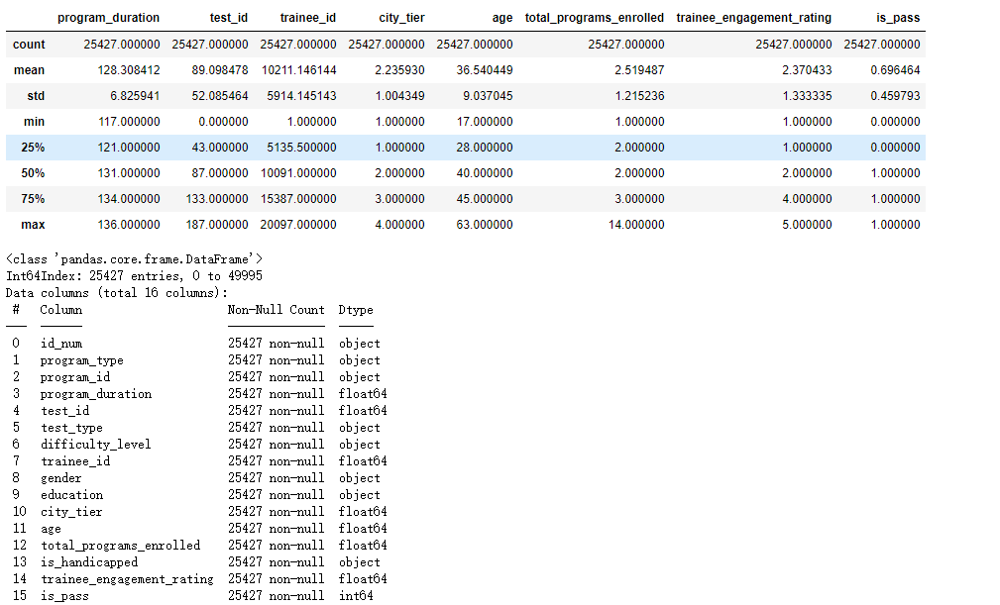 program_duration test_id trainee_id city_tier age total_programs_enrolled trainee_engagement_rating is_pass
count 25427.000000 25427.000000 25427.000000 25427.000000 25427.000000 25427.000000 25427.000000 25427.000000
mean 128.308412 89.098478 10211.146144 2.235930 36.540449 2.519487 2.370433 0.696464
std 6.825941 52.085464 5914.145143 1.004349 9.037045 1.215236 1.333335 0.459793
min 117.000000 0.000000 1.000000 1.000000 17.000000 1.000000 1.000000 0.000000
25% 121.000000 43.000000 5135.500000 1.000000 28.000000 2.000000 1.000000 0.000000
50% 131.000000 87.000000 10091.000000 2.000000 40.000000 2.000000 2.000000 1.000000
75% 134.000000 133.000000 15387.000000 3.000000 45.000000 3.000000 4.000000 1.000000
max 136.000000 187.000000 20097.000000 4.000000 63.000000 14.000000 5.000000 1.000000
<class 'pandas.core.frame.DataFrame'>
Int64Index: 25427 entries, 0 to 49995
Data columns (total 16 columns):
# Column Non-Null Count Dtype
--- ------ -------------- -----
0 id_num 25427 non-null object
1 program_type 25427 non-null object
2 program_id 25427 non-null object
3 program_duration 25427 non-null float64
4 test_id 25427 non-null float64
5 test_type 25427 non-null object
6 difficulty_level 25427 non-null object
7 trainee_id 25427 non-null float64
8 gender 25427 non-null object
9 education 25427 non-null object
10 city_tier 25427 non-null float64
11 age 25427 non-null float64
12 total_programs_enrolled 25427 non-null float64
13 is_handicapped 25427 non-null object
14 trainee_engagement_rating 25427 non-null float64
15 is_pass 25427 non-null int64